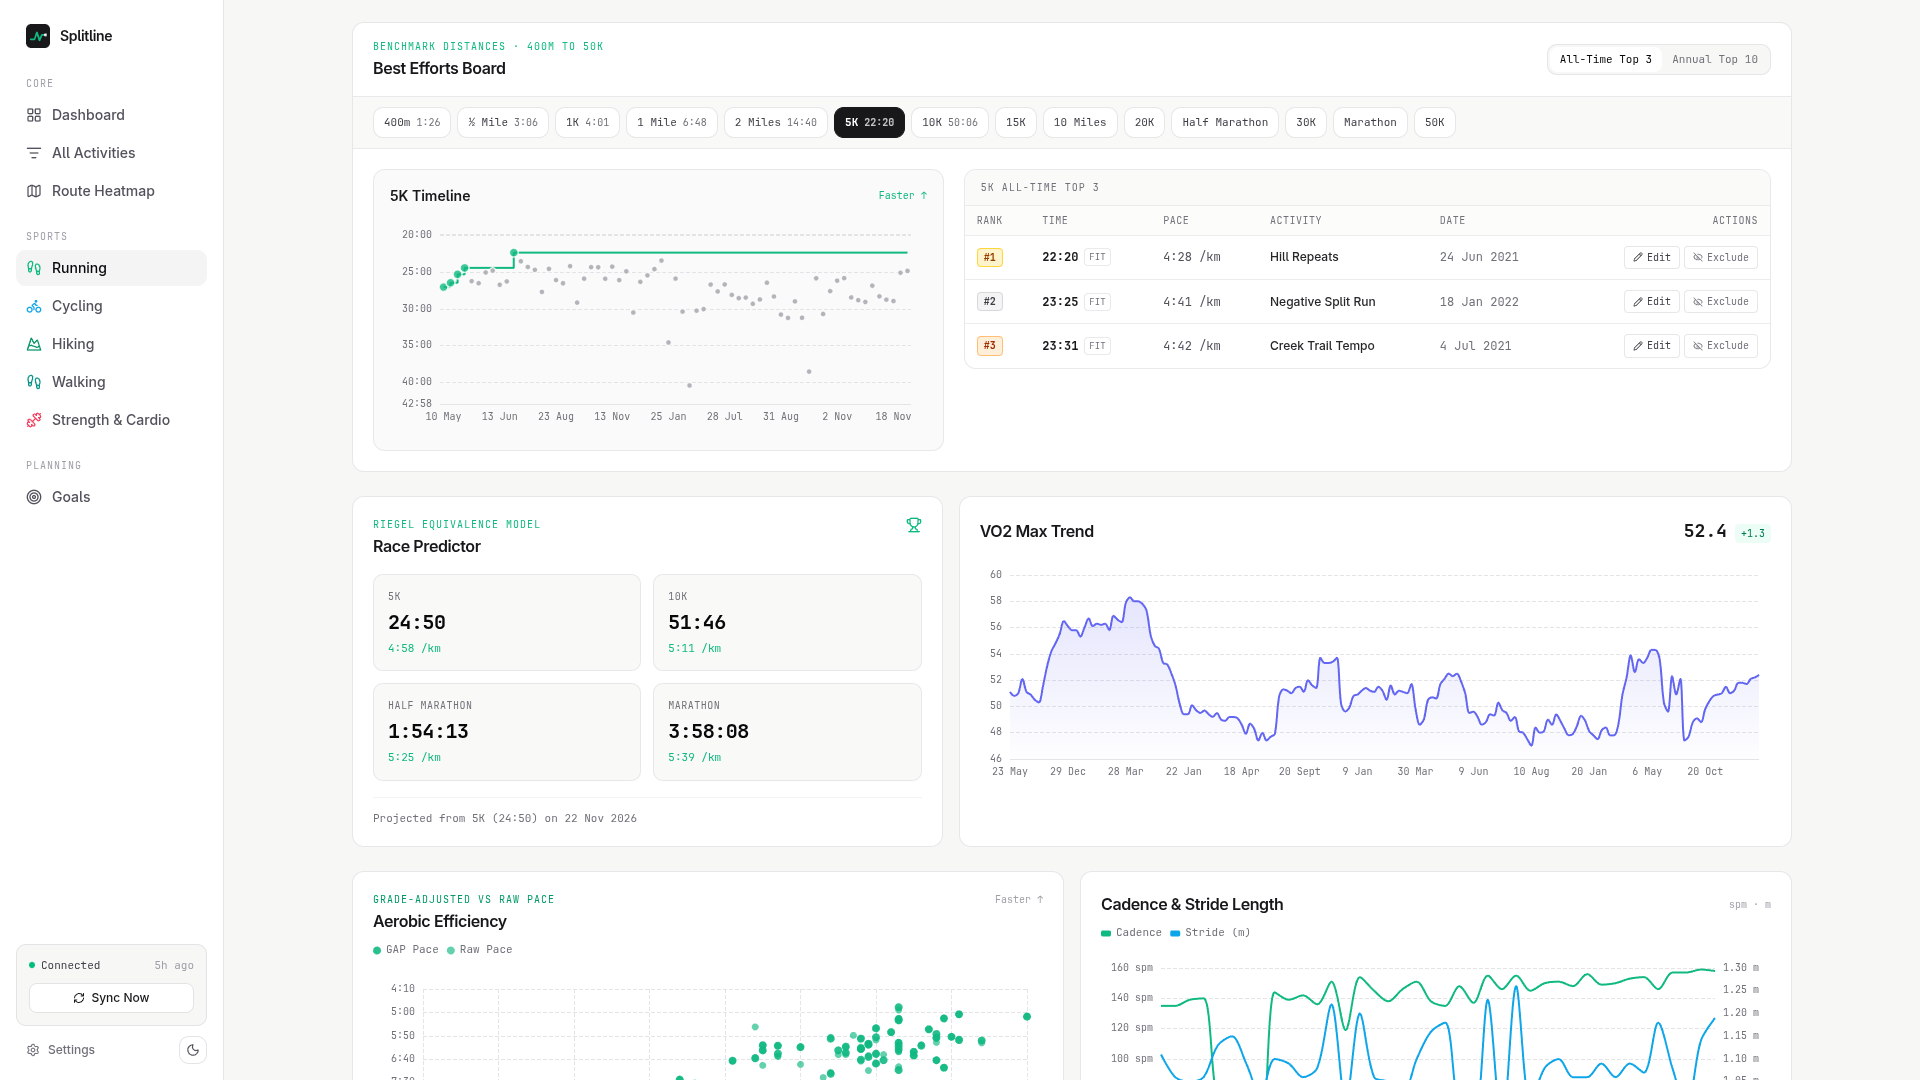 Splitline
CORE
Dashboard
All Activities
Route Heatmap
SPORTS
Running
Cycling
Hiking
Walking
Strength & Cardio
PLANNING
Goals
Connected 5h ago
Sync Now
Settings
BENCHMARK DISTANCES · 400M TO 50K
Best Efforts Board
All-Time Top 3 Annual Top 10
400m 1:26 ½ Mile 3:06 1K 4:01 1 Mile 6:48 2 Miles 14:40 5K 22:20 10K 50:06 15K 10 Miles 20K Half Marathon 30K Marathon 50K
5K Timeline
Faster ↑
20:00
25:00
30:00
35:00
40:00
42:58
10 May 13 Jun 23 Aug 13 Nov 25 Jan 28 Jul 31 Aug 2 Nov 18 Nov
5K ALL-TIME TOP 3
RANK TIME PACE ACTIVITY DATE ACTIONS
#1 22:20 FIT 4:28 /km Hill Repeats 24 Jun 2021 Edit Exclude
#2 23:25 FIT 4:41 /km Negative Split Run 18 Jan 2022 Edit Exclude
#3 23:31 FIT 4:42 /km Creek Trail Tempo 4 Jul 2021 Edit Exclude
RIEGEL EQUIVALENCE MODEL
Race Predictor
5K
24:50
4:58 /km
10K
51:46
5:11 /km
HALF MARATHON
1:54:13
5:25 /km
MARATHON
3:58:08
5:39 /km
Projected from 5K (24:50) on 22 Nov 2026
VO2 Max Trend
52.4 +1.3
60
58
56
54
52
50
48
46
23 May 29 Dec 28 Mar 22 Jan 18 Apr 20 Sept 9 Jan 30 Mar 9 Jun 10 Aug 20 Jan 6 May 20 Oct
GRADE-ADJUSTED VS RAW PACE
Aerobic Efficiency
Faster ↑
GAP Pace Raw Pace
4:10
5:00
5:50
6:40
Cadence & Stride Length
spm · m
Cadence Stride (m)
160 spm
140 spm
120 spm
100 spm
1.30 m
1.25 m
1.20 m
1.15 m
1.10 m